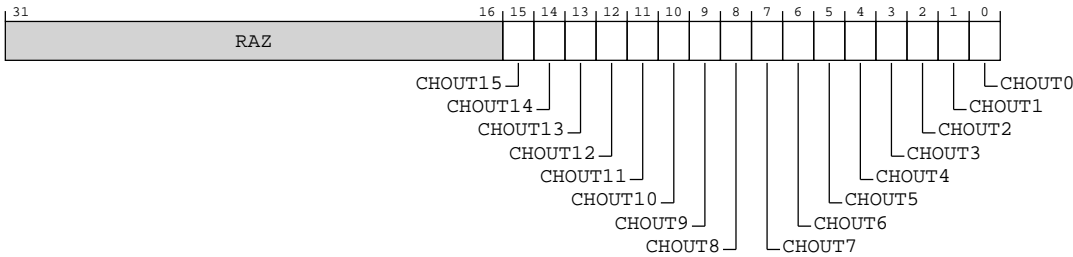 31 16 15 14 13 12 11 10 9 8 7 6 5 4 3 2 1 0
RAZ
CHOUT15 CHOUT0
CHOUT14 CHOUT1
CHOUT13 CHOUT2
CHOUT12 CHOUT3
CHOUT11 CHOUT4
CHOUT10 CHOUT5
CHOUT9 CHOUT6
CHOUT8 CHOUT7